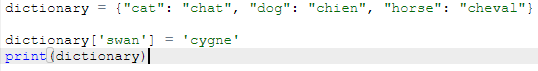 dictionary = {"cat": "chat", "dog": "chien", "horse": "cheval"}
dictionary['swan'] = 'cygne'
print(dictionary)